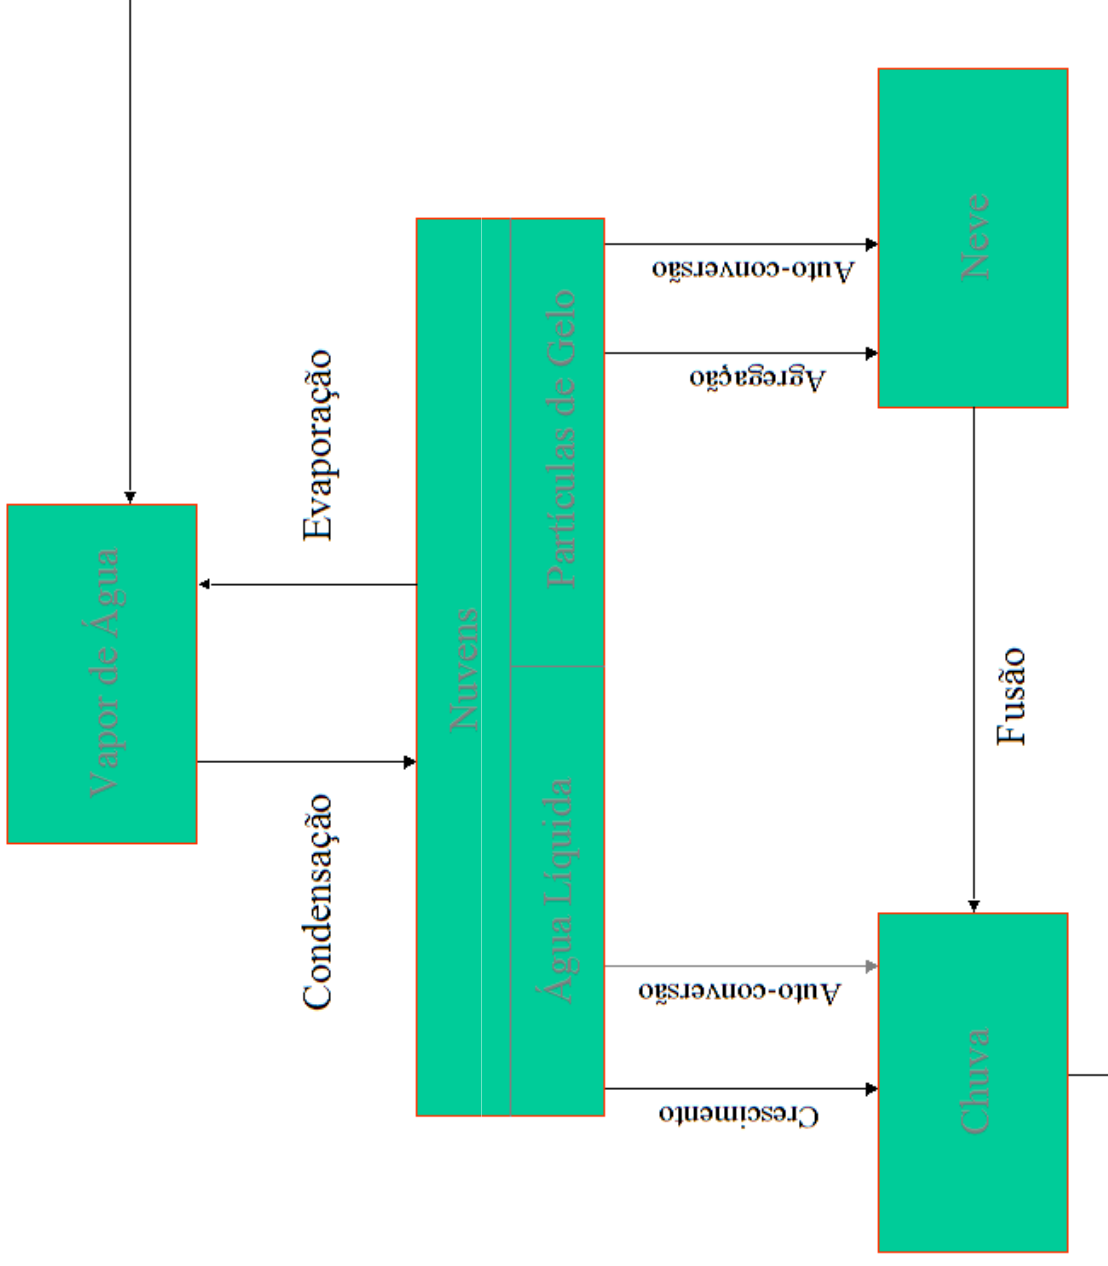 Vapor de Água
Condensação
Evaporação
Nuvens
Água Líquida
Partículas de Gelo
Crescimento
Auto-conversão
Agregação
Auto-conversão
Chuva
Fusão
Neve